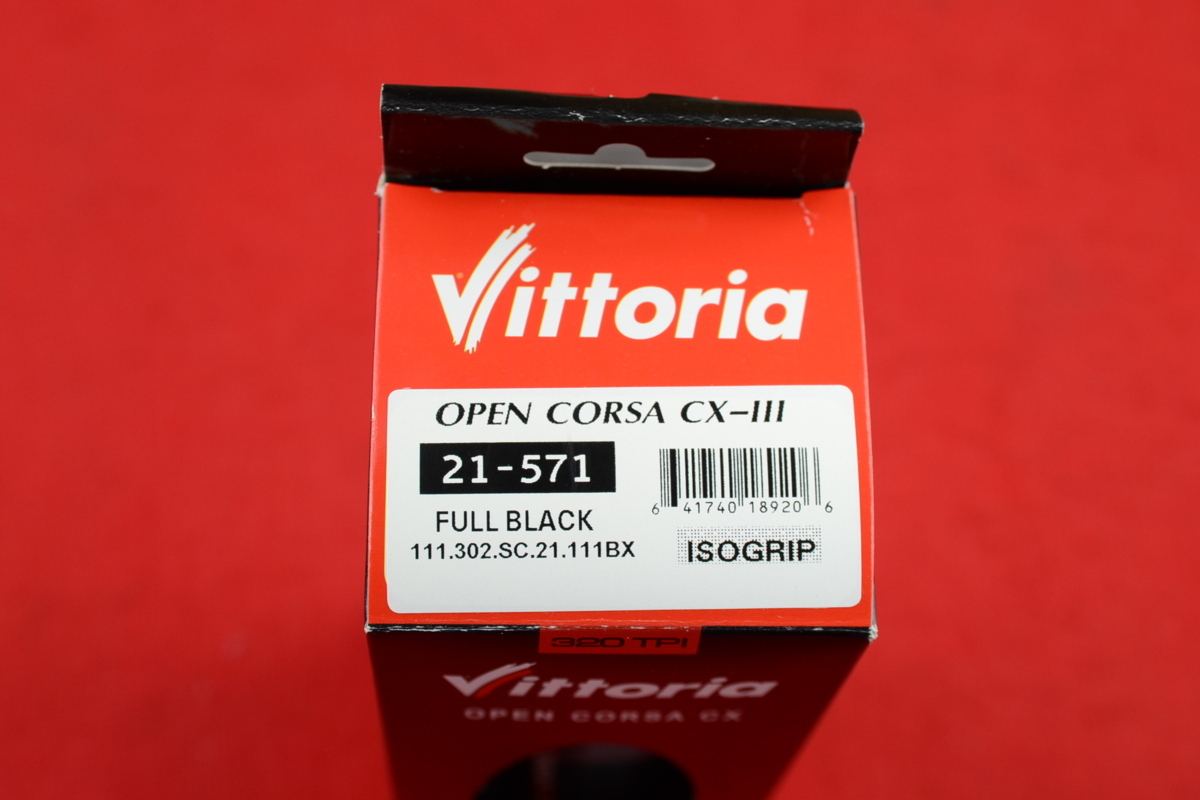 Vittoria
OPEN CORSA CX-III
21-571
FULL BLACK
111.302.SC.21.111BX
6 41740 18920 6
ISOGRIP
320 TPI
Vittoria
OPEN CORSA CX